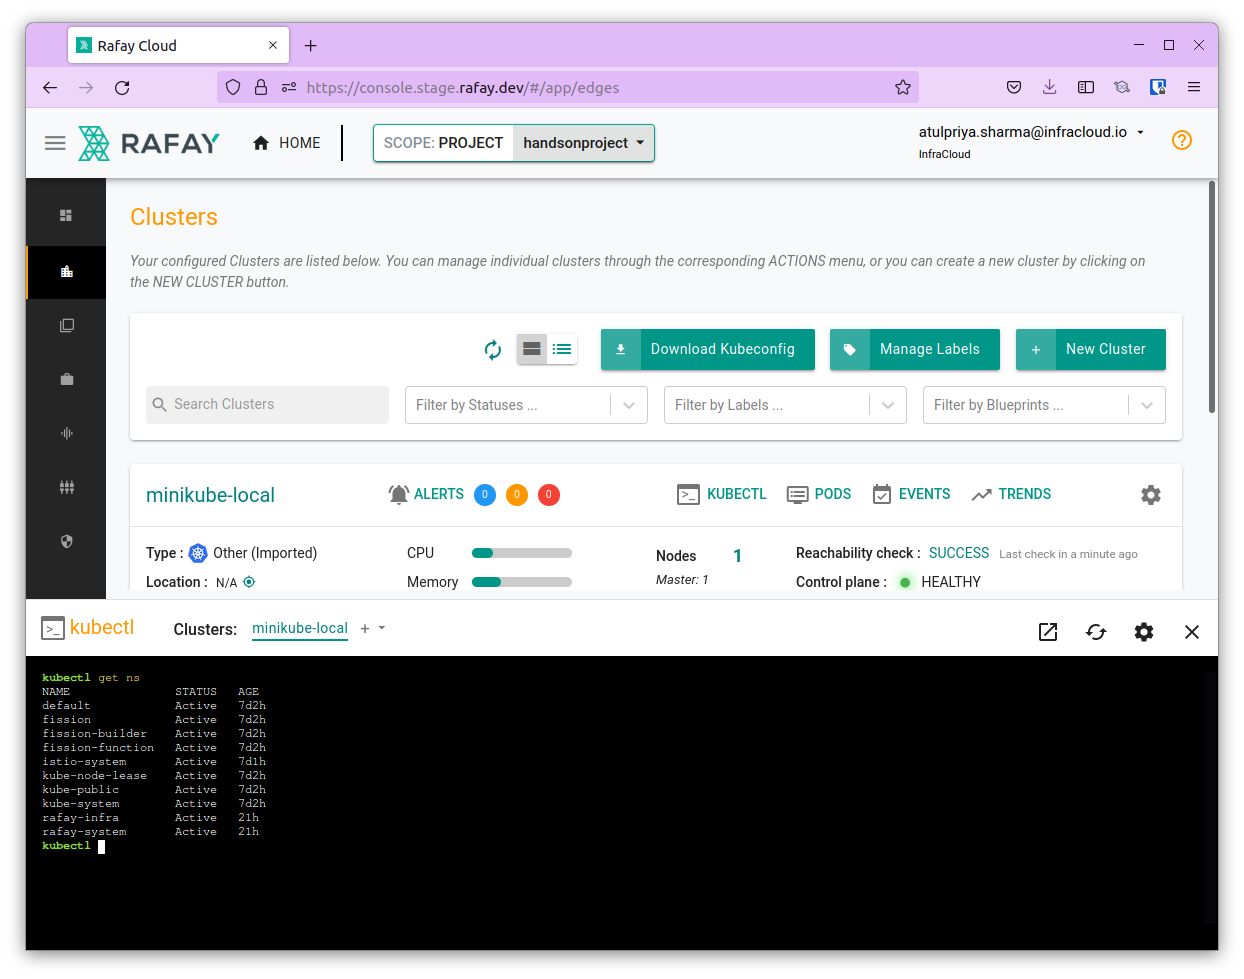 Rafay Cloud
https://console.stage.rafay.dev/#/app/edges
RAFAY
HOME
SCOPE: PROJECT handsonproject
atulpriya.sharma@infracloud.io
InfraCloud
Clusters
Your configured Clusters are listed below. You can manage individual clusters through the corresponding ACTIONS menu, or you can create a new cluster by clicking on
the NEW CLUSTER button.
Download Kubeconfig
Manage Labels
+ New Cluster
Search Clusters
Filter by Statuses ...
Filter by Labels ...
Filter by Blueprints ...
minikube-local
ALERTS 0 0 0
KUBECTL
PODS
EVENTS
TRENDS
Type : Other (Imported)
CPU
Nodes 1
Reachability check : SUCCESS Last check in a minute ago
Location : N/A
Memory
Master: 1
Control plane : HEALTHY
>_ kubectl
Clusters: minikube-local +
kubectl get ns
NAME STATUS AGE
default Active 7d2h
fission Active 7d2h
fission-builder Active 7d2h
fission-function Active 7d2h
istio-system Active 7d1h
kube-node-lease Active 7d2h
kube-public Active 7d2h
kube-system Active 7d2h
rafay-infra Active 21h
rafay-system Active 21h
kubectl